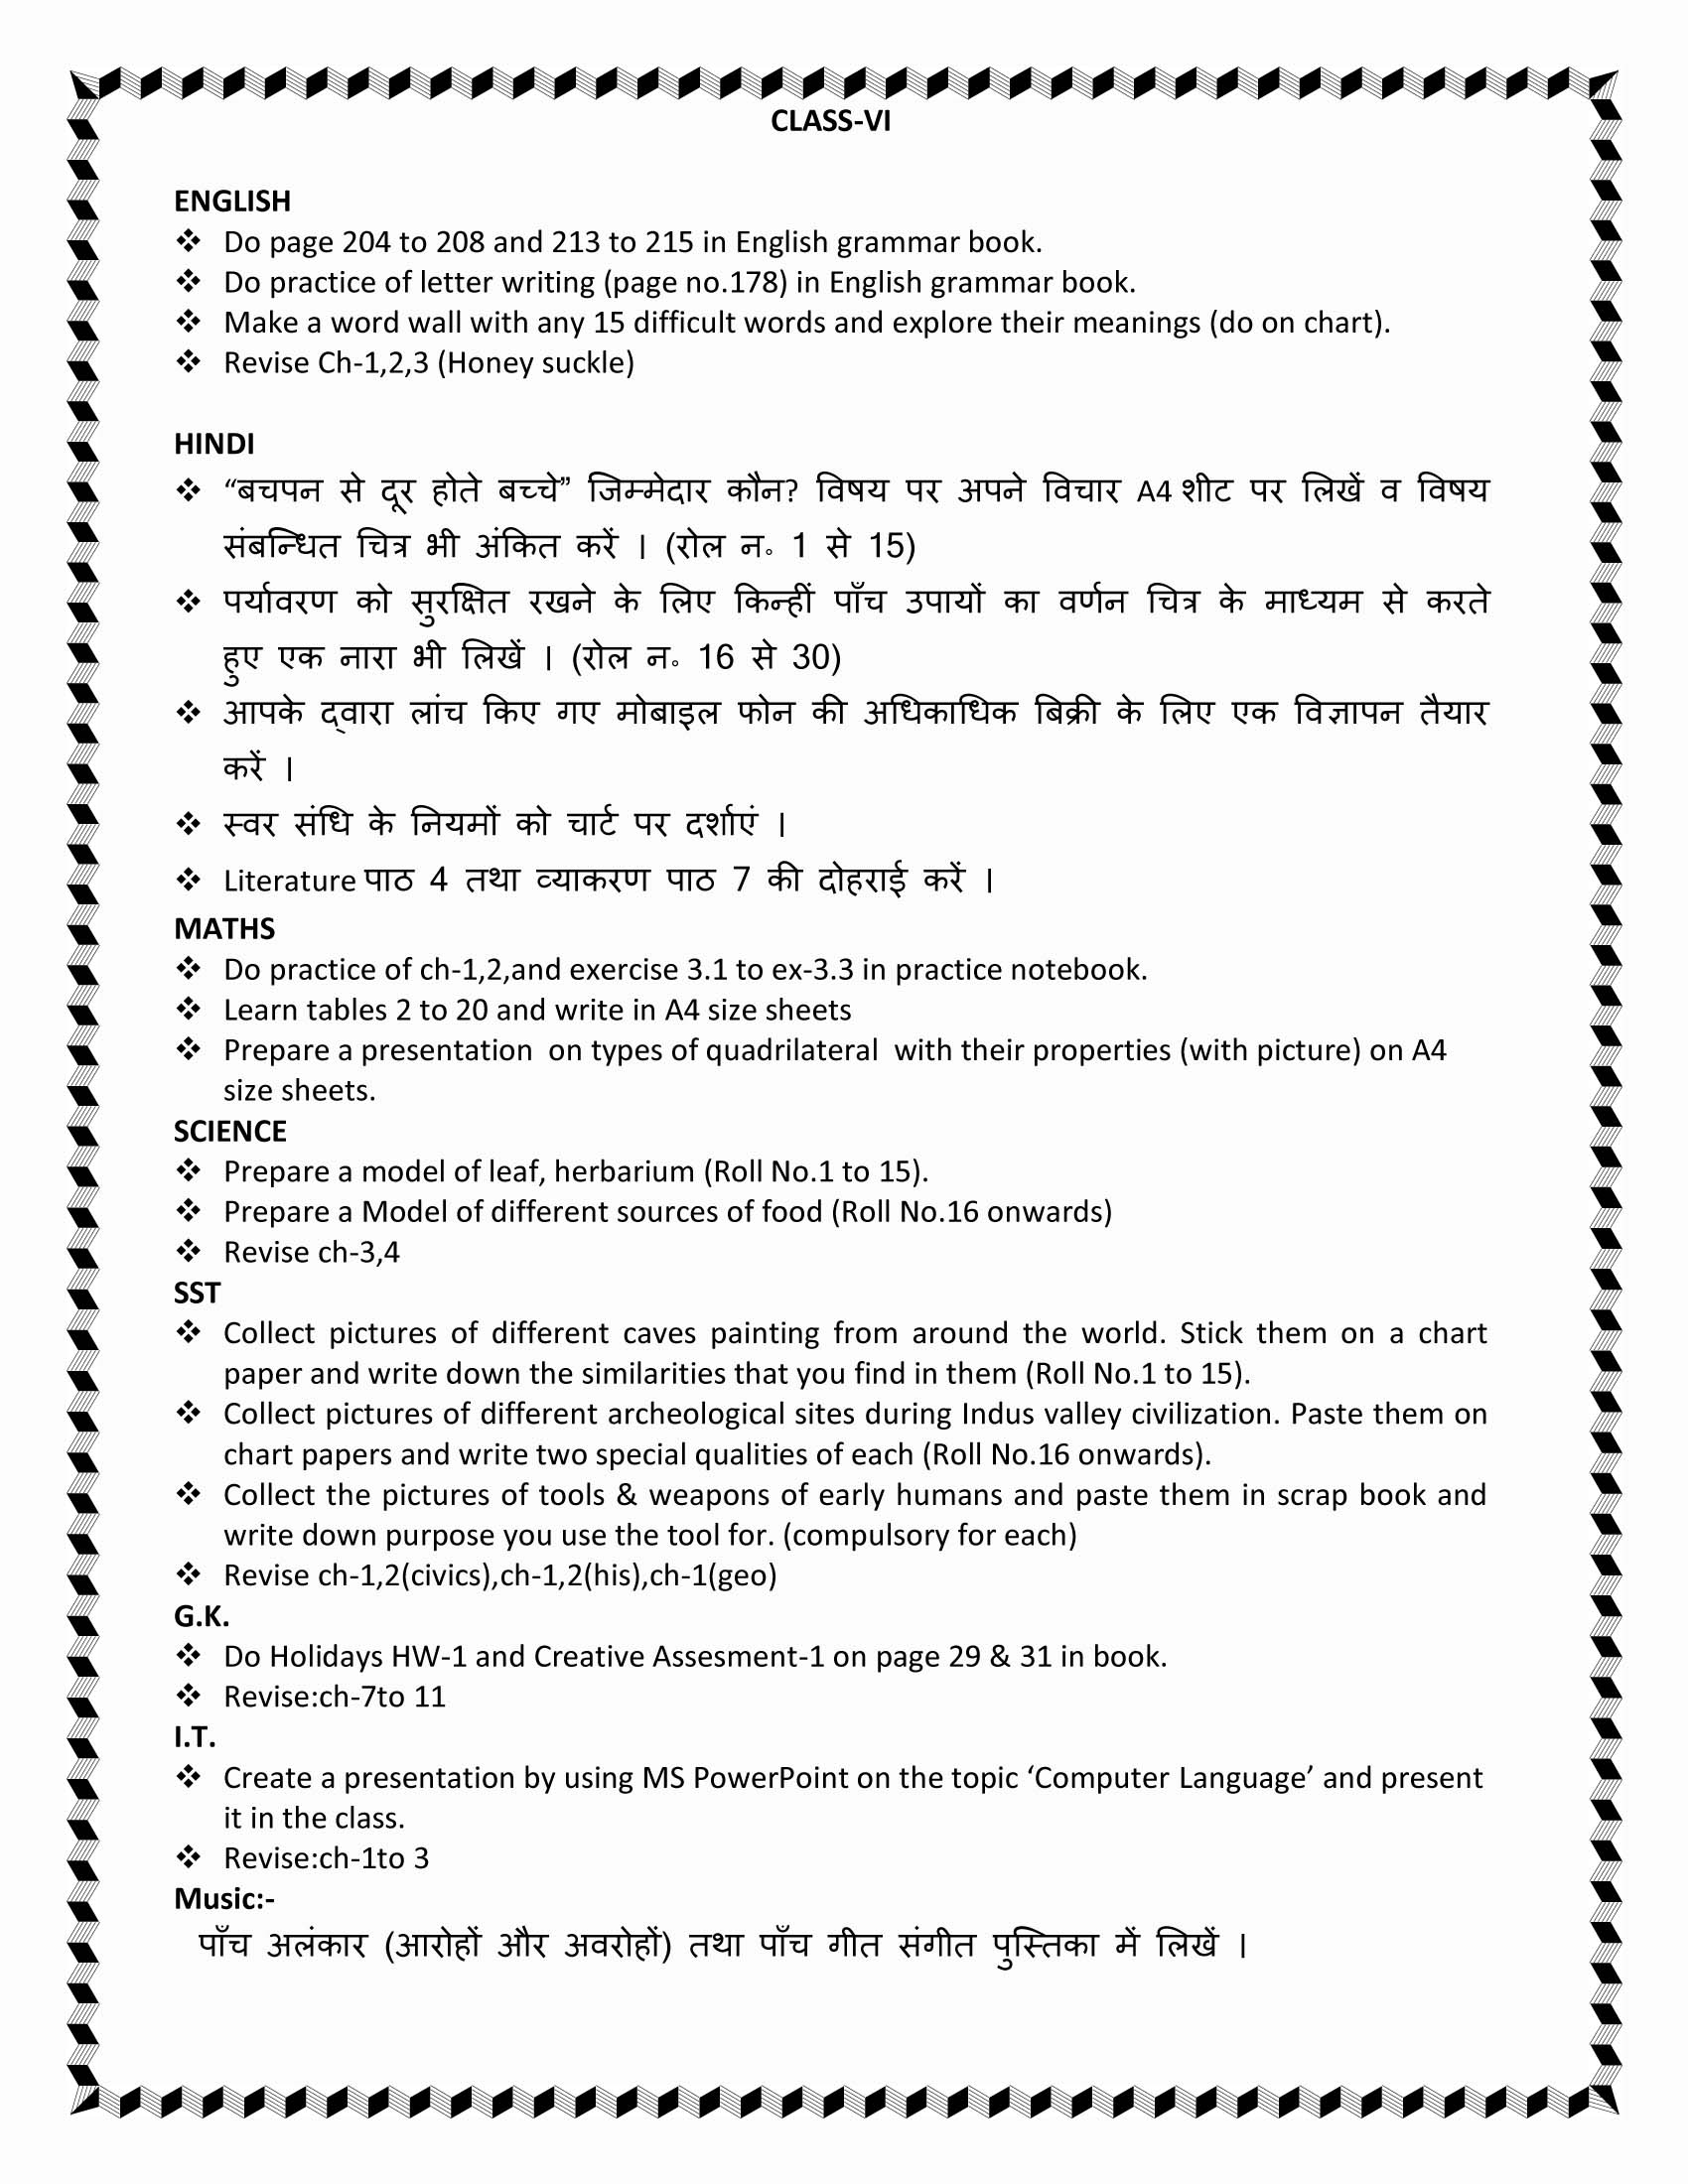 CLASS-VI
ENGLISH
❖ Do page 204 to 208 and 213 to 215 in English grammar book.
❖ Do practice of letter writing (page no.178) in English grammar book.
❖ Make a word wall with any 15 difficult words and explore their meanings (do on chart).
❖ Revise Ch-1,2,3 (Honey suckle)
HINDI
❖ “बचपन से दूर होते बच्चे” जिम्मेदार कौन? विषय पर अपने विचार A4 शीट पर लिखें व विषय
संबन्धित चित्र भी अंकित करें । (रोल न॰ 1 से 15)
❖ पर्यावरण को सुरक्षित रखने के लिए किन्हीं पाँच उपायों का वर्णन चित्र के माध्यम से करते
हुए एक नारा भी लिखें । (रोल न॰ 16 से 30)
❖ आपके द्वारा लांच किए गए मोबाइल फोन की अधिकाधिक बिक्री के लिए एक विज्ञापन तैयार
करें ।
❖ स्वर संधि के नियमों को चार्ट पर दर्शाएं ।
❖ Literature पाठ 4 तथा व्याकरण पाठ 7 की दोहराई करें ।
MATHS
❖ Do practice of ch-1,2,and exercise 3.1 to ex-3.3 in practice notebook.
❖ Learn tables 2 to 20 and write in A4 size sheets
❖ Prepare a presentation  on types of quadrilateral  with their properties (with picture) on A4
size sheets.
SCIENCE
❖ Prepare a model of leaf, herbarium (Roll No.1 to 15).
❖ Prepare a Model of different sources of food (Roll No.16 onwards)
❖ Revise ch-3,4
SST
❖ Collect pictures of different caves painting from around the world. Stick them on a chart
paper and write down the similarities that you find in them (Roll No.1 to 15).
❖ Collect pictures of different archeological sites during Indus valley civilization. Paste them on
chart papers and write two special qualities of each (Roll No.16 onwards).
❖ Collect the pictures of tools & weapons of early humans and paste them in scrap book and
write down purpose you use the tool for. (compulsory for each)
❖ Revise ch-1,2(civics),ch-1,2(his),ch-1(geo)
G.K.
❖ Do Holidays HW-1 and Creative Assesment-1 on page 29 & 31 in book.
❖ Revise:ch-7to 11
I.T.
❖ Create a presentation by using MS PowerPoint on the topic ‘Computer Language’ and present
it in the class.
❖ Revise:ch-1to 3
Music:-
पाँच अलंकार (आरोहों और अवरोहों) तथा पाँच गीत संगीत पुस्तिका में लिखें ।